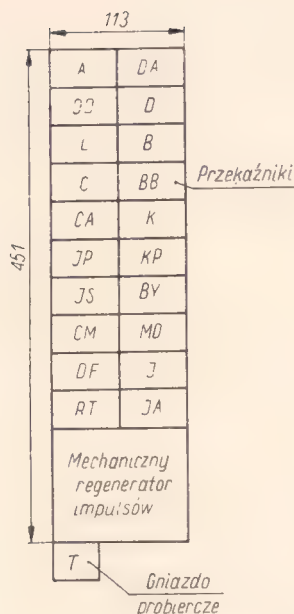 113
451
A DA
D
L B
C BB
Przekaźniki
CA K
JP KP
JS BY
CM MD
DF J
RT JA
Mechaniczny
regenerator
impulsów
T
Gniazdo
probiercze